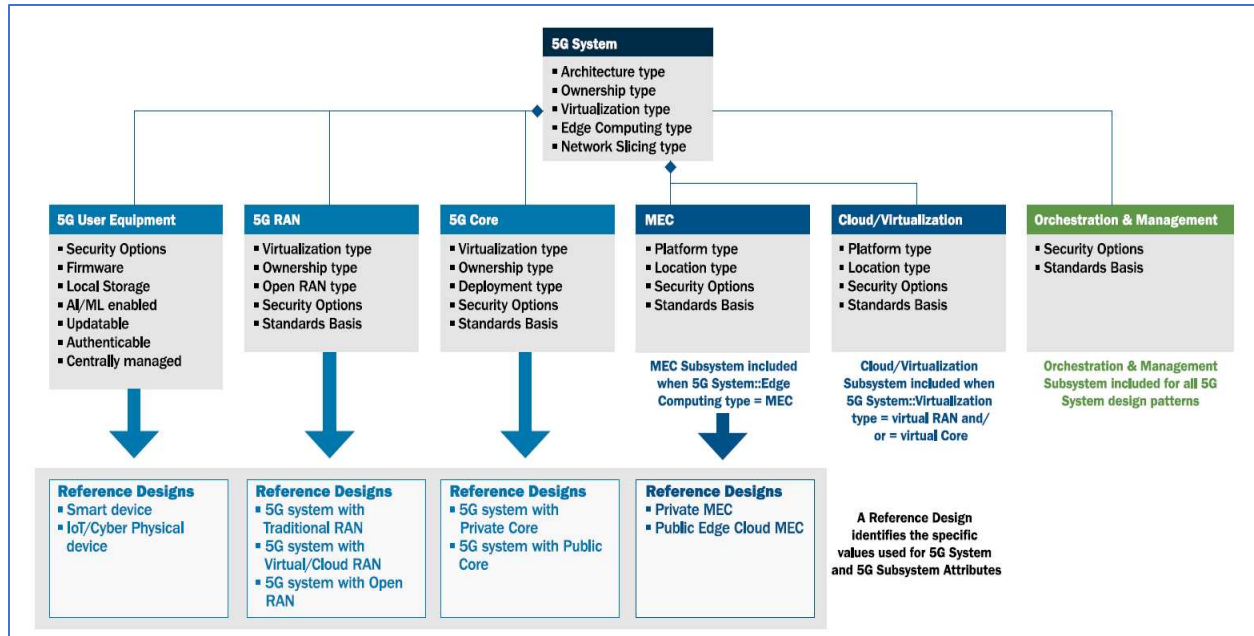 5G System
▪ Architecture type
▪ Ownership type
▪ Virtualization type
▪ Edge Computing type
▪ Network Slicing type
5G User Equipment
▪ Security Options
▪ Firmware
▪ Local Storage
▪ AI/ML enabled
▪ Updatable
▪ Authenticable
▪ Centrally managed
5G RAN
▪ Virtualization type
▪ Ownership type
▪ Open RAN type
▪ Security Options
▪ Standards Basis
5G Core
▪ Virtualization type
▪ Ownership type
▪ Deployment type
▪ Security Options
▪ Standards Basis
MEC
▪ Platform type
▪ Location type
▪ Security Options
▪ Standards Basis
MEC Subsystem included
when 5G System::Edge
Computing type = MEC
Cloud/Virtualization
▪ Platform type
▪ Location type
▪ Security Options
▪ Standards Basis
Cloud/Virtualization
Subsystem included when
5G System::Virtualization
type = virtual RAN and/
or = virtual Core
Orchestration & Management
▪ Security Options
▪ Standards Basis
Orchestration & Management
Subsystem included for all 5G
System design patterns
Reference Designs
▪ Smart device
▪ IoT/Cyber Physical
device
Reference Designs
▪ 5G system with
Traditional RAN
▪ 5G system with
Virtual/Cloud RAN
▪ 5G system with Open
RAN
Reference Designs
▪ 5G system with
Private Core
▪ 5G system with Public
Core
Reference Designs
▪ Private MEC
▪ Public Edge Cloud MEC
A Reference Design
identifies the specific
values used for 5G System
and 5G Subsystem Attributes